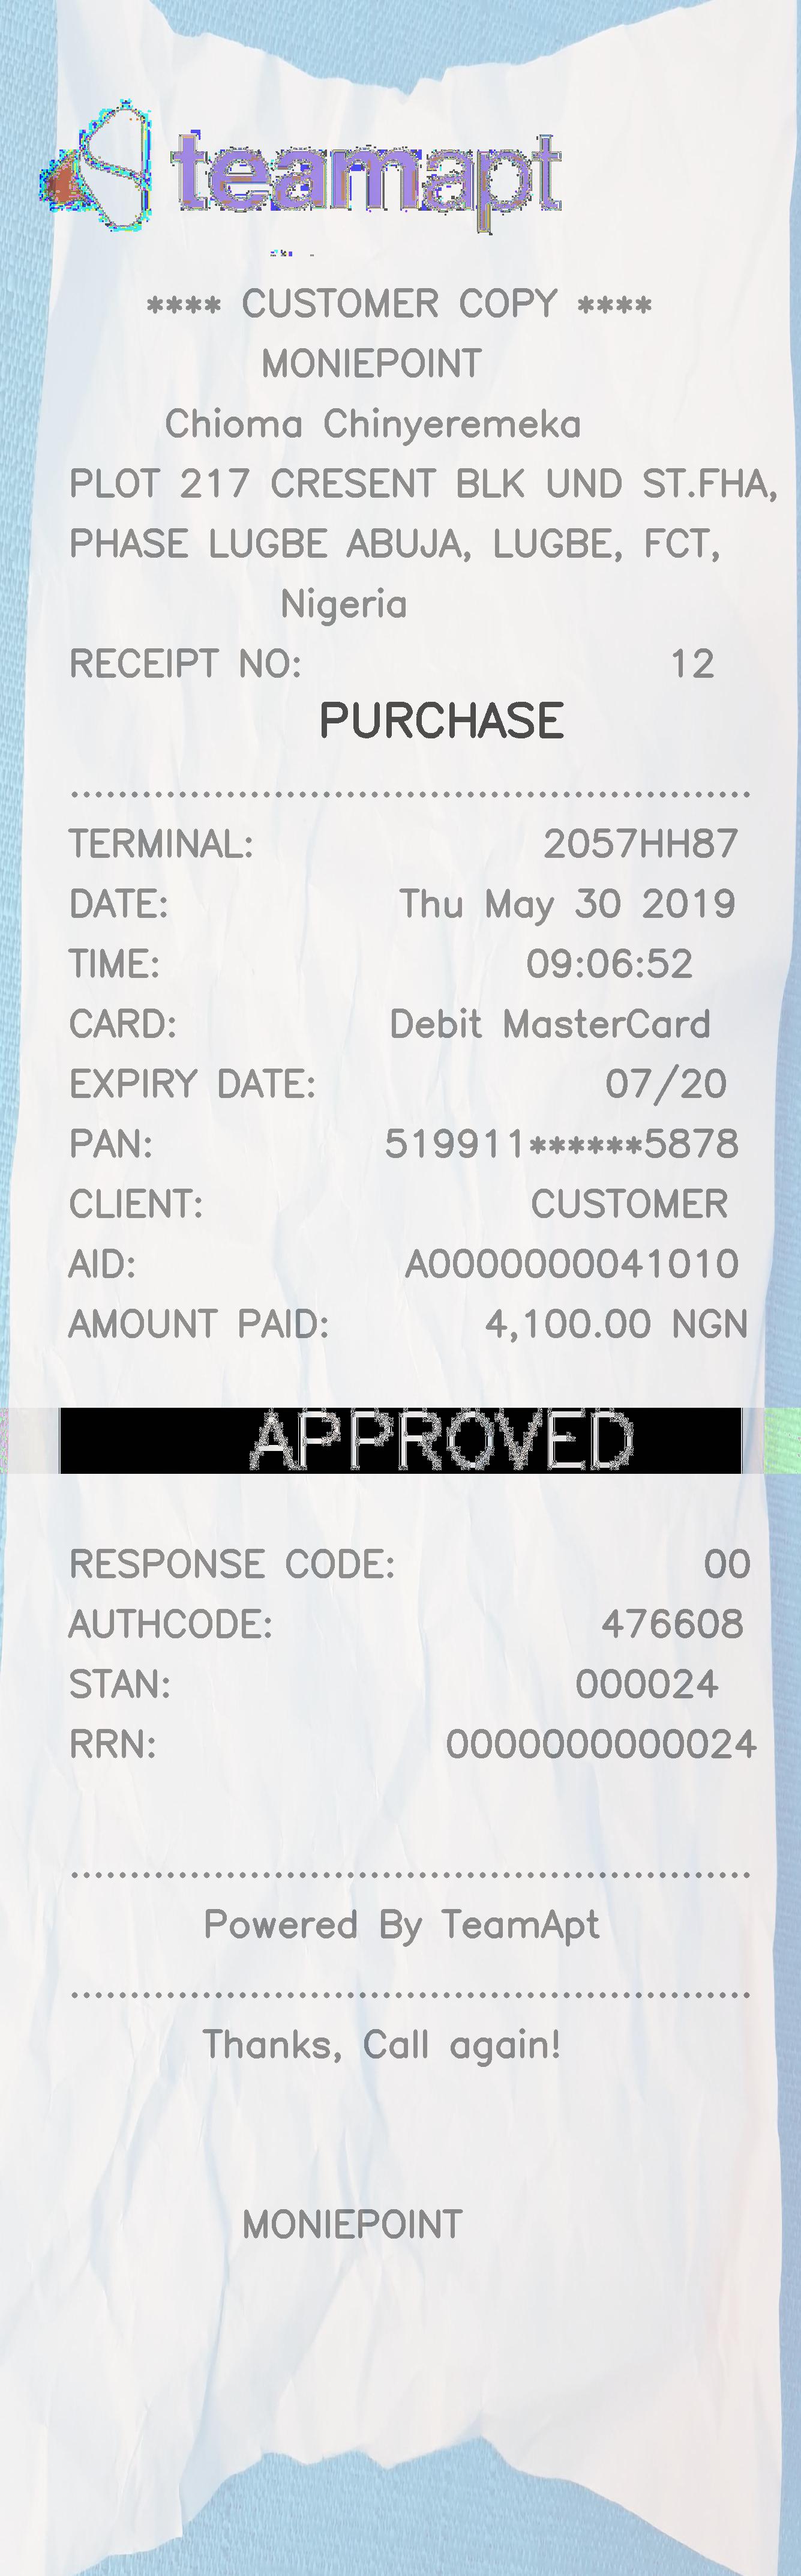 teamapt
**** CUSTOMER COPY ****
MONIEPOINT
Chioma Chinyeremeka
PLOT 217 CRESENT BLK UND ST.FHA,
PHASE LUGBE ABUJA, LUGBE, FCT,
Nigeria
RECEIPT NO: 12
PURCHASE
........................................................
TERMINAL: 2057HH87
DATE: Thu May 30 2019
TIME: 09:06:52
CARD: Debit MasterCard
EXPIRY DATE: 07/20
PAN: 519911******5878
CLIENT: CUSTOMER
AID: A0000000041010
AMOUNT PAID: 4,100.00 NGN
APPROVED
RESPONSE CODE: 00
AUTHCODE: 476608
STAN: 000024
RRN: 0000000000024
........................................................
Powered By TeamApt
........................................................
Thanks, Call again!
MONIEPOINT